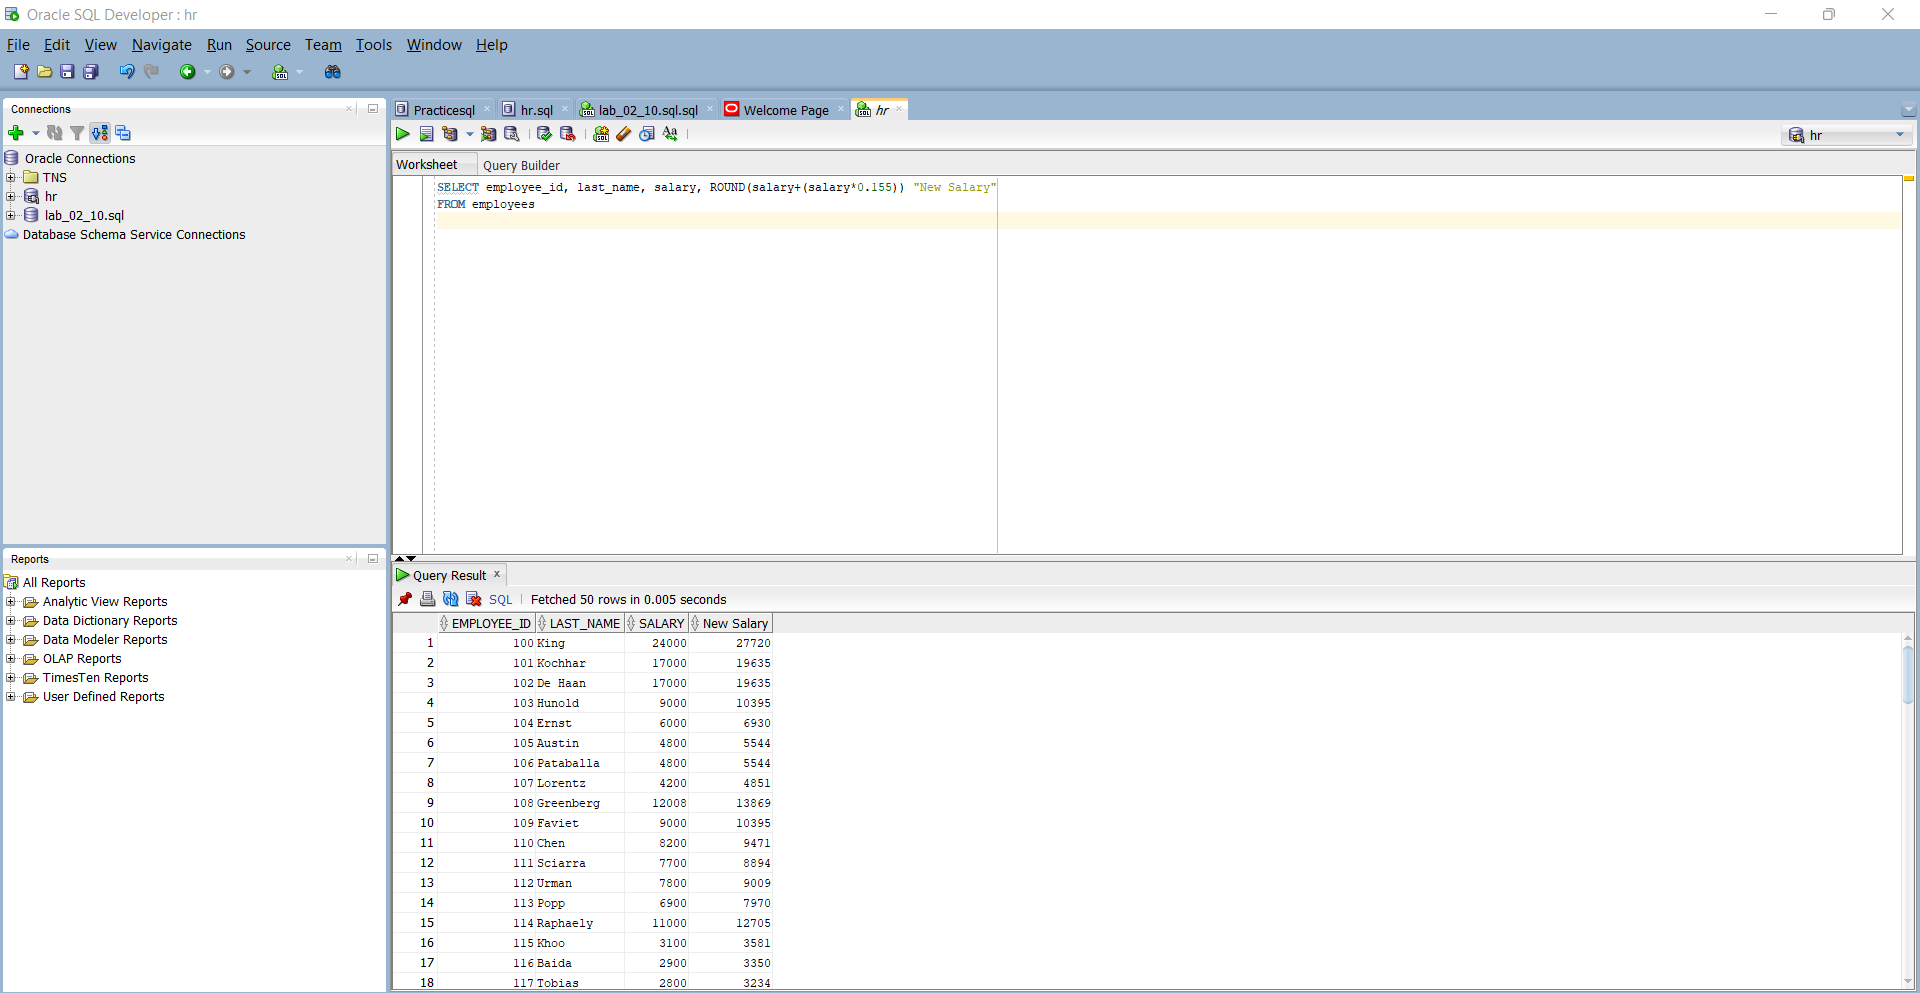 Oracle SQL Developer : hr
File Edit View Navigate Run Source Team Tools Window Help
Connections
Oracle Connections
TNS
hr
lab_02_10.sql
Database Schema Service Connections
Reports
All Reports
Analytic View Reports
Data Dictionary Reports
Data Modeler Reports
OLAP Reports
TimesTen Reports
User Defined Reports
Practicesql hr.sql lab_02_10.sql.sql Welcome Page hr
Aa
hr
Worksheet Query Builder
SELECT employee_id, last_name, salary, ROUND(salary+(salary*0.155)) "New Salary"
FROM employees
Query Result
SQL Fetched 50 rows in 0.005 seconds
EMPLOYEE_ID LAST_NAME SALARY New Salary
1 100 King 24000 27720
2 101 Kochhar 17000 19635
3 102 De Haan 17000 19635
4 103 Hunold 9000 10395
5 104 Ernst 6000 6930
6 105 Austin 4800 5544
7 106 Pataballa 4800 5544
8 107 Lorentz 4200 4851
9 108 Greenberg 12008 13869
10 109 Faviet 9000 10395
11 110 Chen 8200 9471
12 111 Sciarra 7700 8894
13 112 Urman 7800 9009
14 113 Popp 6900 7970
15 114 Raphaely 11000 12705
16 115 Khoo 3100 3581
17 116 Baida 2900 3350
18 117 Tobias 2800 3234